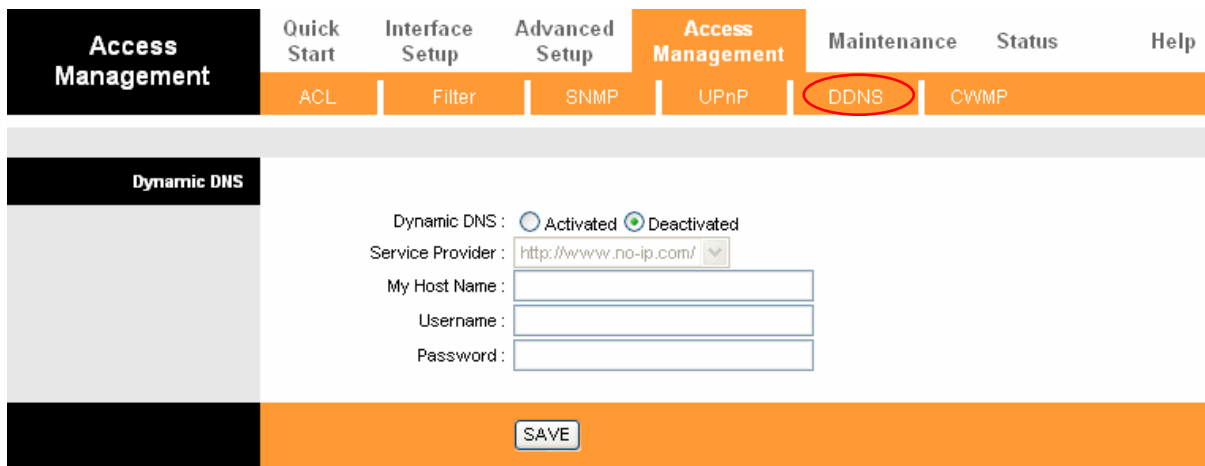 Access
Management
Quick
Start
Interface
Setup
Advanced
Setup
Access
Management
Maintenance
Status
Help
ACL
Filter
SNMP
UPnP
DDNS
CWMP
Dynamic DNS
Dynamic DNS : Activated Deactivated
Service Provider : http://www.no-ip.com/
My Host Name :
Username :
Password :
SAVE